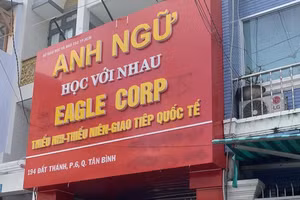 ANH NGỮ
HỌC VỚI NHAU
EAGLE CORP
THIẾU NHI-THIẾU NIÊN-GIAO TIẾP QUỐC TẾ
194 ĐẤT THÁNH, P.6, Q. TÂN BÌNH
LG